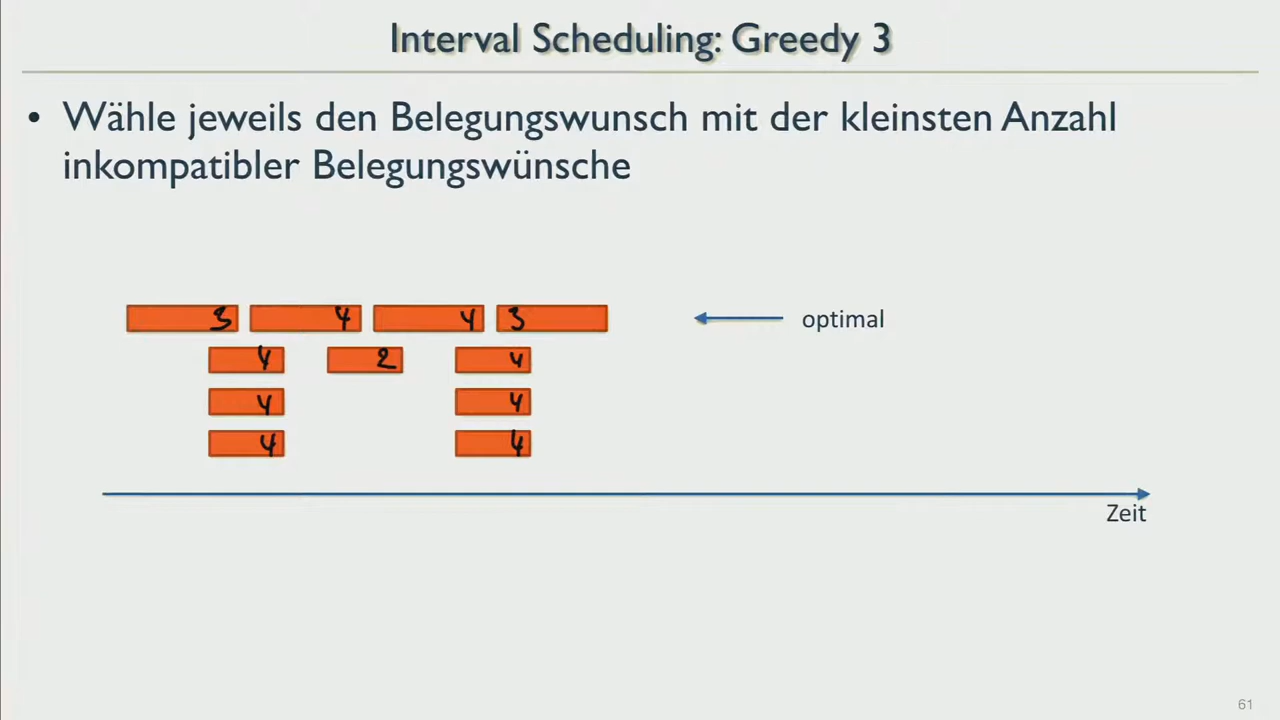 Interval Scheduling: Greedy 3
• Wähle jeweils den Belegungswunsch mit der kleinsten Anzahl
inkompatibler Belegungswünsche
3 4 4 3
optimal
4 2 4
4 4
4 4
Zeit
61